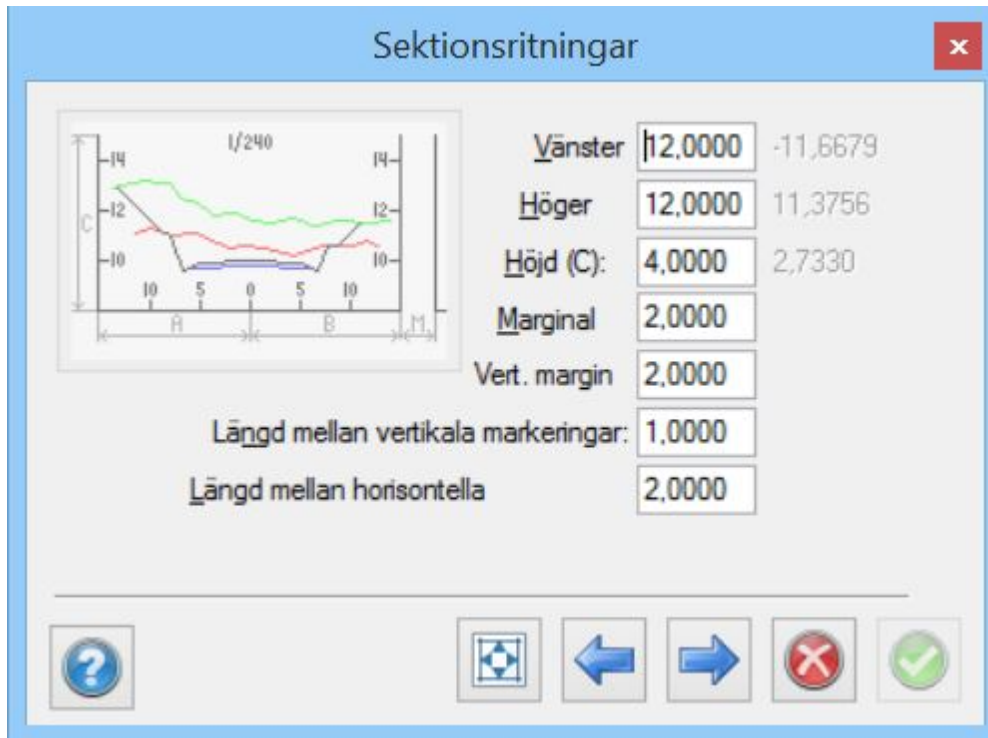 Sektionsritningar
x
1/240
14 14
12 12
C
10 10
10 5 0 5 10
A B M.
Vänster 12,0000 -11,6679
Höger 12,0000 11,3756
Höjd (C): 4,0000 2,7330
Marginal 2,0000
Vert. margin 2,0000
Längd mellan vertikala markeringar: 1,0000
Längd mellan horisontella 2,0000
?